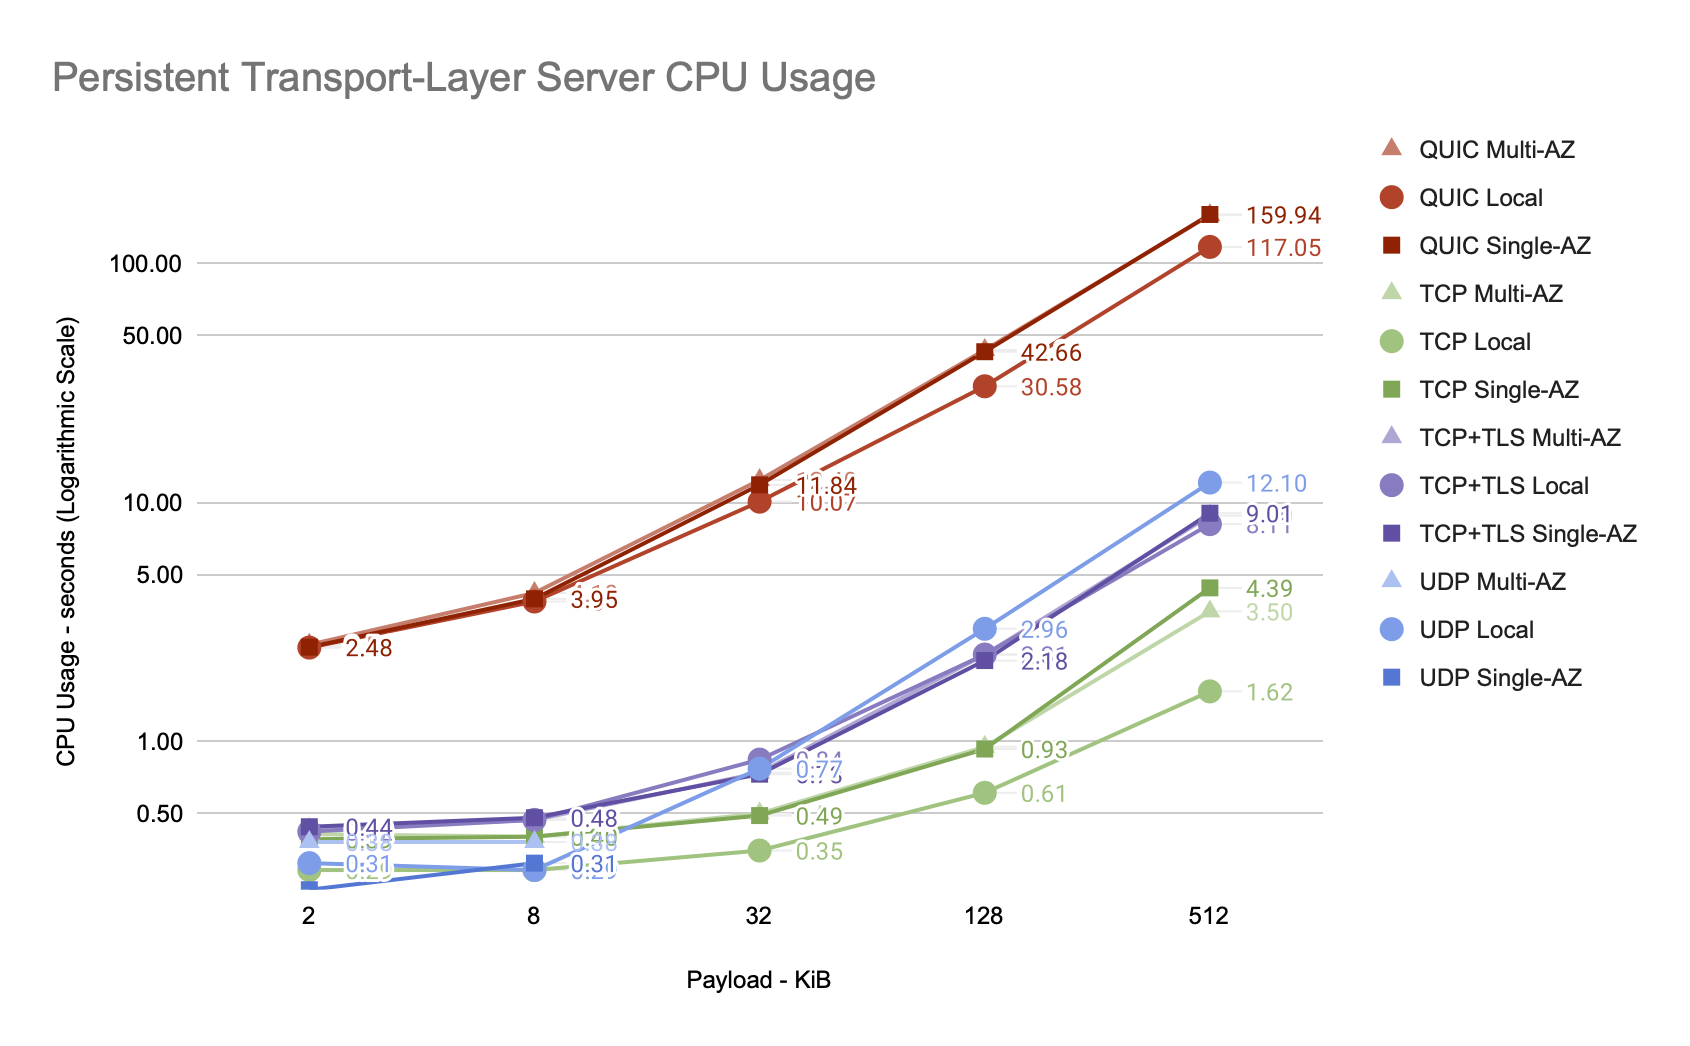 Persistent Transport-Layer Server CPU Usage
QUIC Multi-AZ
QUIC Local
QUIC Single-AZ
TCP Multi-AZ
TCP Local
TCP Single-AZ
TCP+TLS Multi-AZ
TCP+TLS Local
TCP+TLS Single-AZ
UDP Multi-AZ
UDP Local
UDP Single-AZ
CPU Usage - seconds (Logarithmic Scale)
100.00
50.00
10.00
5.00
1.00
0.50
159.94
117.05
42.66
30.58
11.84
10.07
12.10
9.01
8.11
3.95
4.39
3.50
2.48
2.96
2.18
1.62
0.77
0.93
0.61
0.44
0.48
0.49
0.35
0.31
0.31
0.29
2
8
32
128
512
Payload - KiB